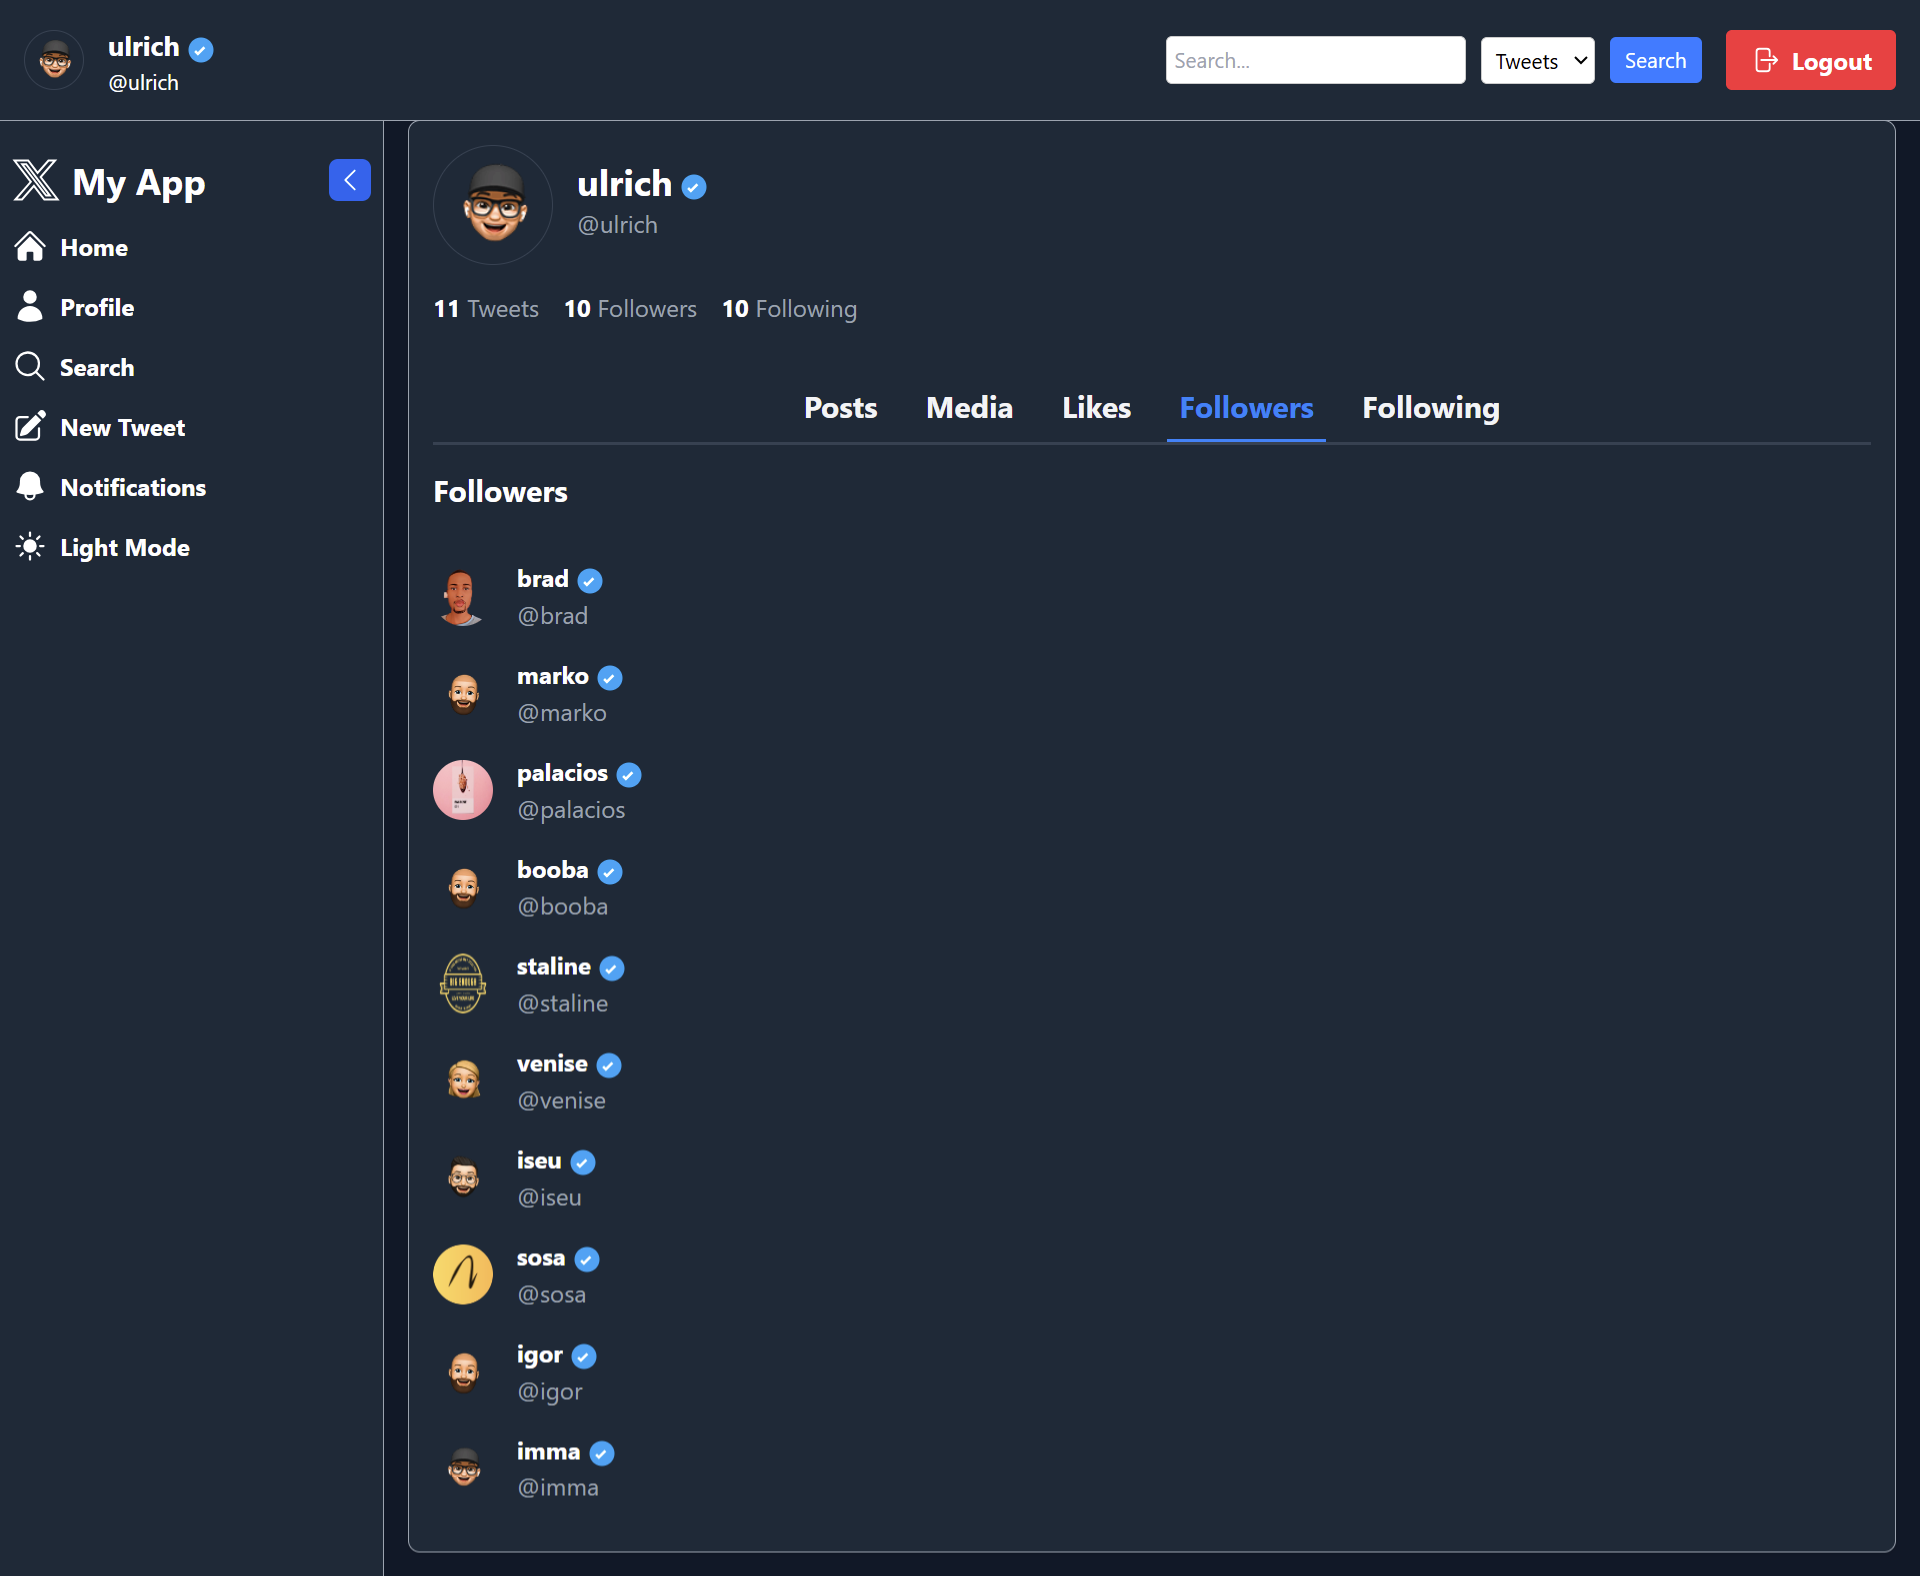 ulrich
@ulrich
Search...
Tweets
Search
Logout
My App
Home
Profile
Search
New Tweet
Notifications
Light Mode
ulrich
@ulrich
11 Tweets 10 Followers 10 Following
Posts Media Likes Followers Following
Followers
brad
@brad
marko
@marko
palacios
@palacios
booba
@booba
staline
@staline
BIG ENOUGH
venise
@venise
iseu
@iseu
sosa
@sosa
igor
@igor
imma
@imma